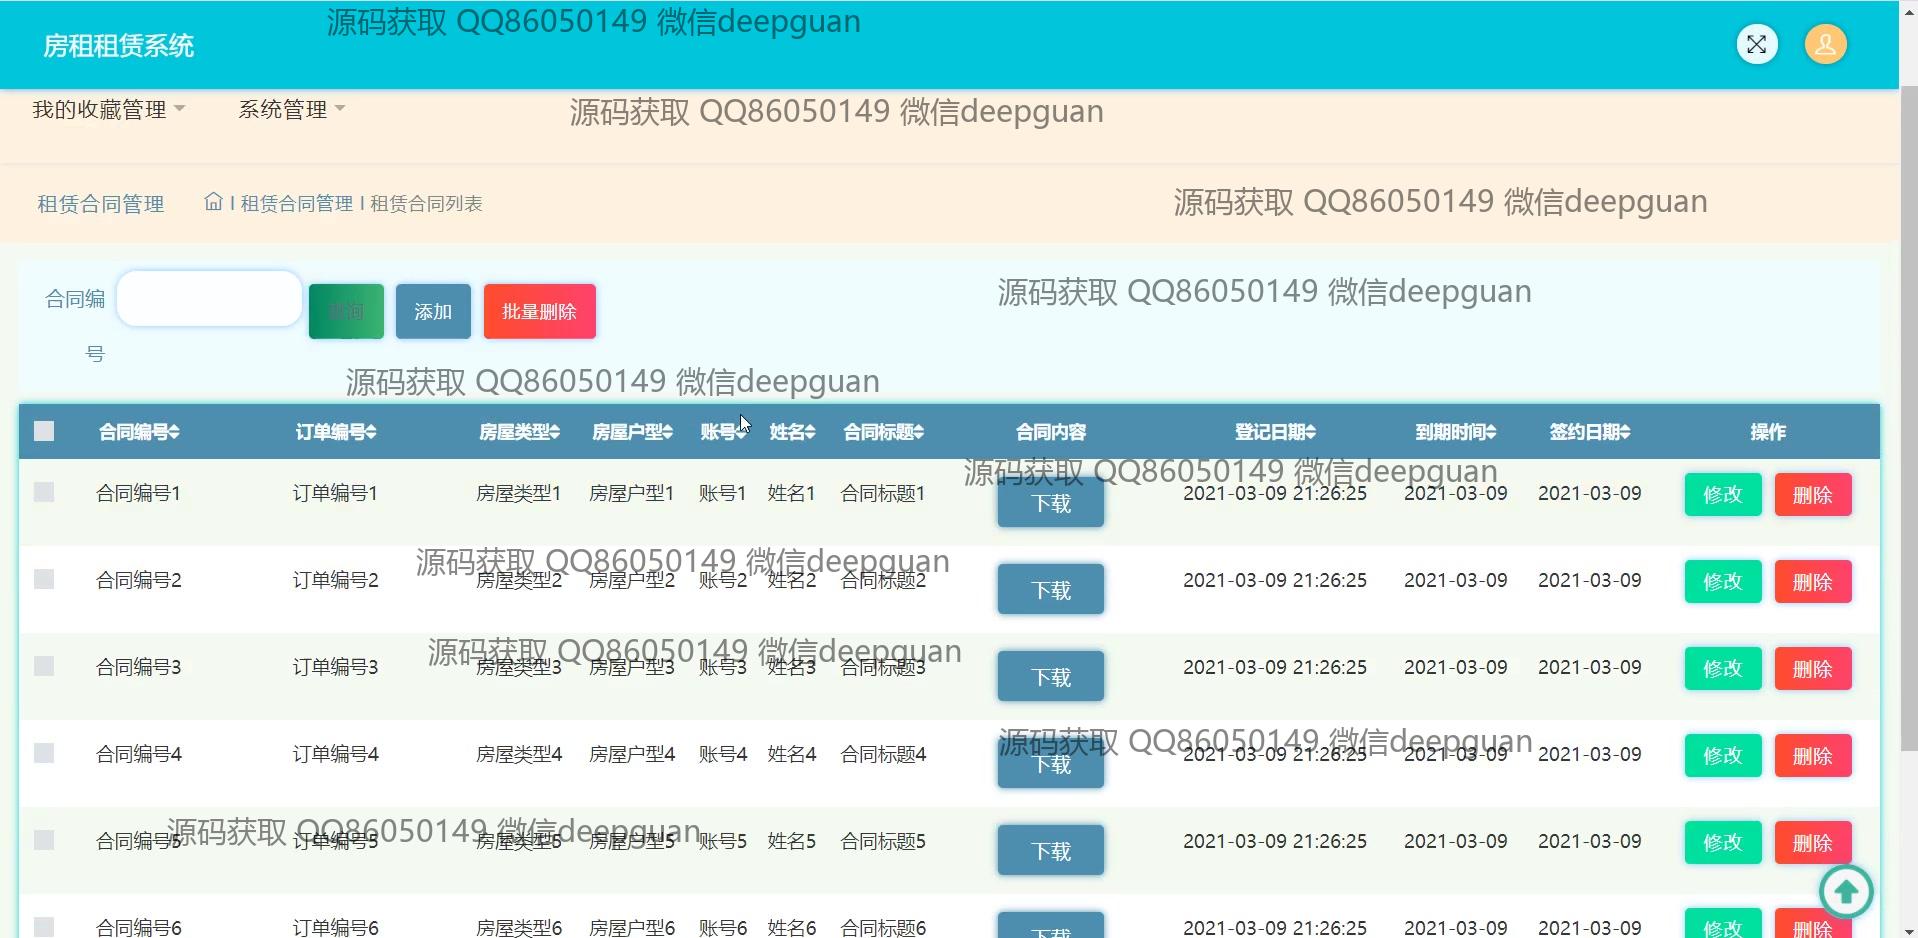 源码获取 QQ86050149 微信deepguan
房租租赁系统
我的收藏管理 系统管理
源码获取 QQ86050149 微信deepguan
租赁合同管理 I 租赁合同管理 I 租赁合同列表
源码获取 QQ86050149 微信deepguan
合同编号
查询 添加 批量删除
源码获取 QQ86050149 微信deepguan
源码获取 QQ86050149 微信deepguan
合同编号 订单编号 房屋类型 房屋户型 账号 姓名 合同标题 合同内容 登记日期 到期时间 签约日期 操作
源码获取 QQ86050149 微信deepguan
合同编号1 订单编号1 房屋类型1 房屋户型1 账号1 姓名1 合同标题1 下载 2021-03-09 21:26:25 2021-03-09 2021-03-09 修改 删除
源码获取 QQ86050149 微信deepguan
合同编号2 订单编号2 房屋类型2 房屋户型2 账号2 姓名2 合同标题2 下载 2021-03-09 21:26:25 2021-03-09 2021-03-09 修改 删除
源码获取 QQ86050149 微信deepguan
合同编号3 订单编号3 房屋类型3 房屋户型3 账号3 姓名3 合同标题3 下载 2021-03-09 21:26:25 2021-03-09 2021-03-09 修改 删除
源码获取 QQ86050149 微信deepguan
合同编号4 订单编号4 房屋类型4 房屋户型4 账号4 姓名4 合同标题4 下载 2021-03-09 21:26:25 2021-03-09 2021-03-09 修改 删除
源码获取 QQ86050149 微信deepguan
合同编号5 订单编号5 房屋类型5 房屋户型5 账号5 姓名5 合同标题5 下载 2021-03-09 21:26:25 2021-03-09 2021-03-09 修改 删除
合同编号6 订单编号6 房屋类型6 房屋户型6 账号6 姓名6 合同标题6 下载 2021-03-09 21:26:25 2021-03-09 2021-03-09 修改 删除